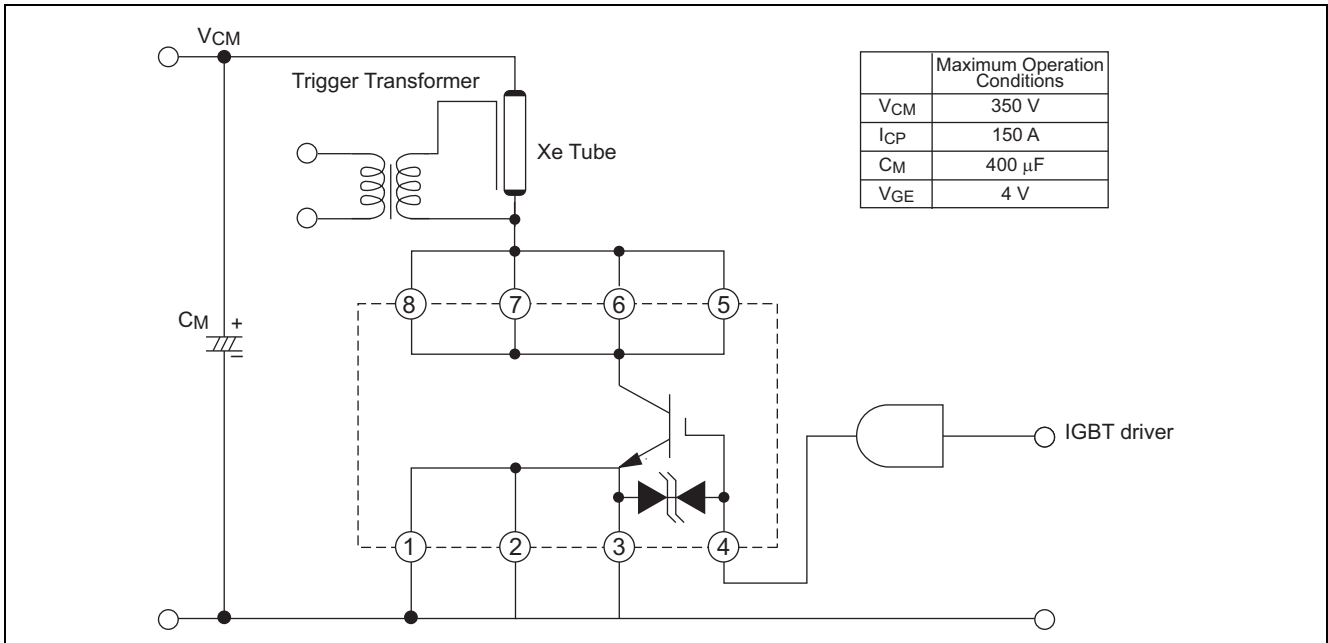 VCM
Trigger Transformer
Xe Tube
Maximum Operation
Conditions
VCM 350 V
ICP 150 A
CM 400 μF
VGE 4 V
8 7 6 5
CM +
–
IGBT driver
1 2 3 4